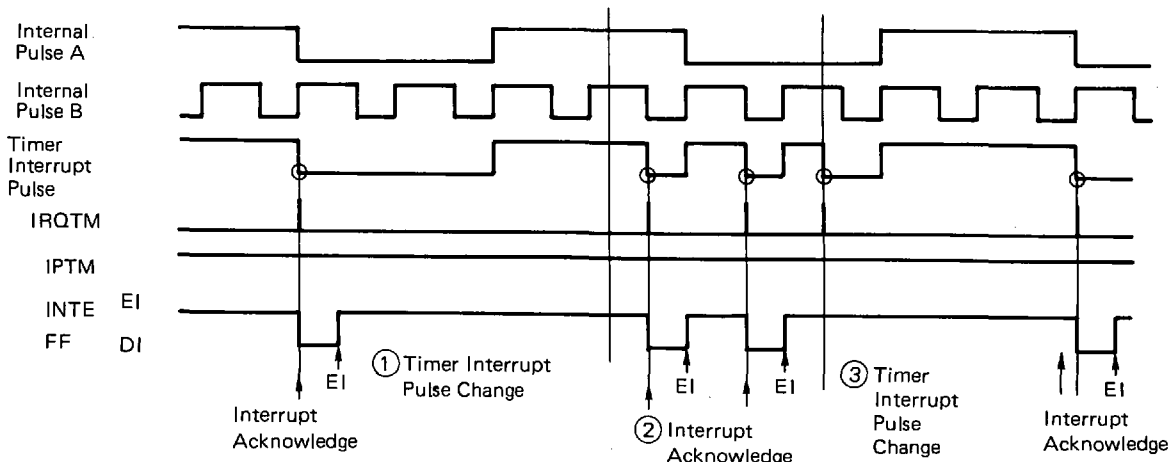 Internal
Pulse A
Internal
Pulse B
Timer
Interrupt
Pulse
IRQTM
IPTM
INTE EI
FF DI
EI
① Timer Interrupt
Pulse Change
Interrupt
Acknowledge
EI
EI
② Interrupt
Acknowledge
③ Timer
Interrupt
Pulse
Change
EI
Interrupt
Acknowledge